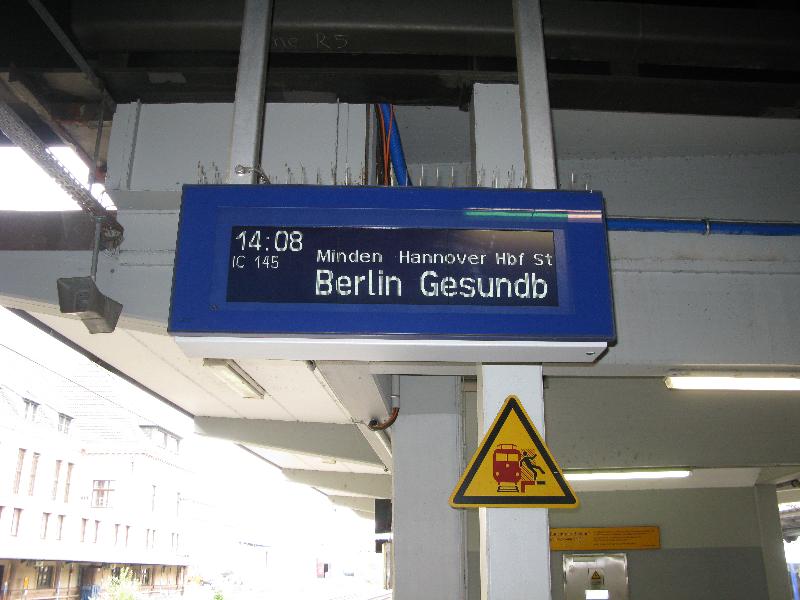 14:08
IC 145
Minden Hannover Hbf St
Berlin Gesundb